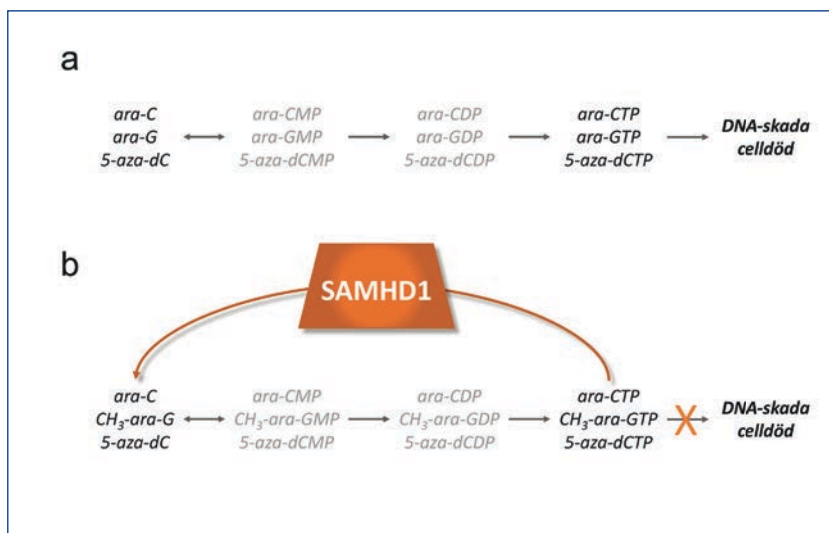 a
ara-C ara-CMP ara-CDP ara-CTP
ara-G ara-GMP ara-GDP ara-GTP
5-aza-dC 5-aza-dCMP 5-aza-dCDP 5-aza-dCTP
DNA-skada
celldöd
b
SAMHD1
ara-C ara-CMP ara-CDP ara-CTP
CH₃-ara-G CH₃-ara-GMP CH₃-ara-GDP CH₃-ara-GTP
5-aza-dC 5-aza-dCMP 5-aza-dCDP 5-aza-dCTP
X
DNA-skada
celldöd